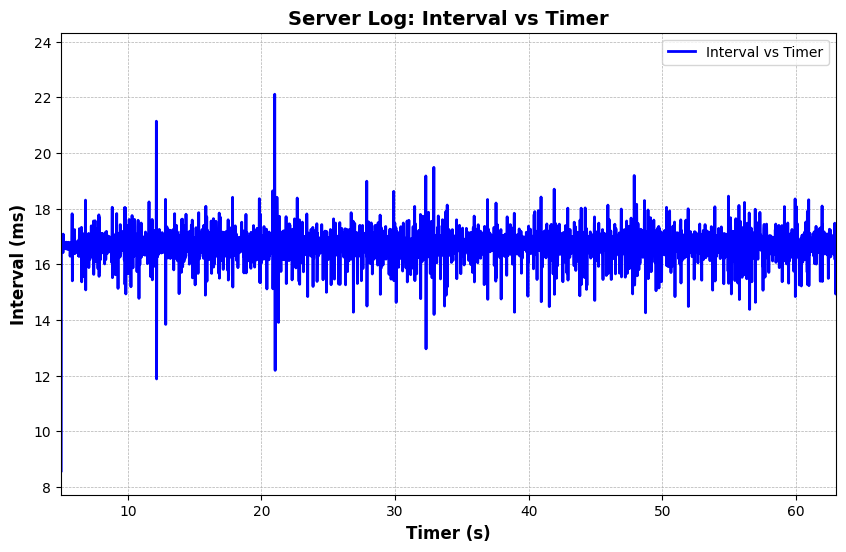 Server Log: Interval vs Timer
Interval vs Timer
24
22
20
18
16
14
12
10
8
Interval (ms)
10 20 30 40 50 60
Timer (s)